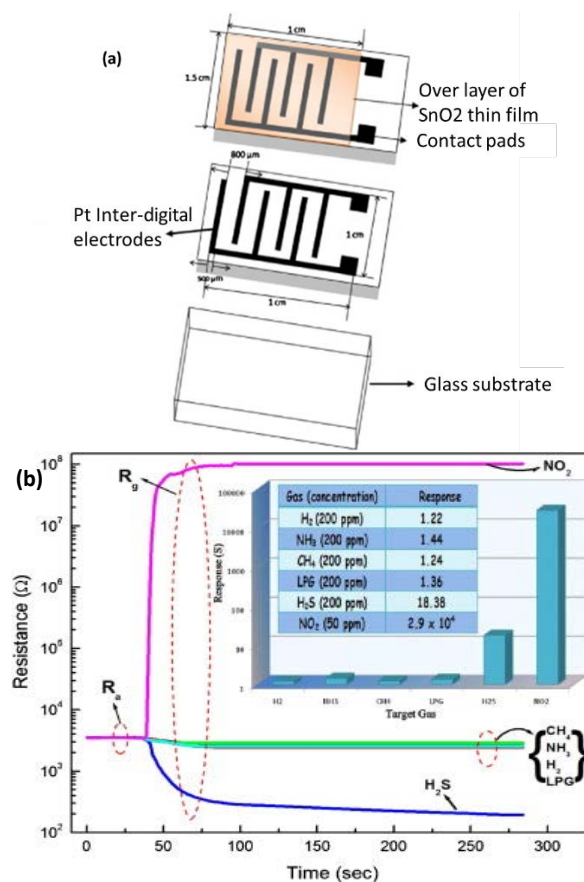 (a)
1 cm
1.5 cm
Over layer of
SnO2 thin film
Contact pads
800 µm
Pt Inter-digital
electrodes
1 cm
500 µm
1 cm
Glass substrate
(b)
10⁸
10⁷
10⁶
10⁵
10⁴
10³
10²
Resistance (Ω)
Rg
Ra
NO₂
Gas (concentration) Response
H₂ (200 ppm) 1.22
NH₃ (200 ppm) 1.44
CH₄ (200 ppm) 1.24
LPG (200 ppm) 1.36
H₂S (200 ppm) 18.38
NO₂ (50 ppm) 2.9 x 10⁴
Response (S)
100000
10000
1000
100
10
1
H2 NH3 CH4 LPG H2S NO2
Target Gas
CH₄
NH₃
H₂
LPG
H₂S
0 50 100 150 200 250 300
Time (sec)